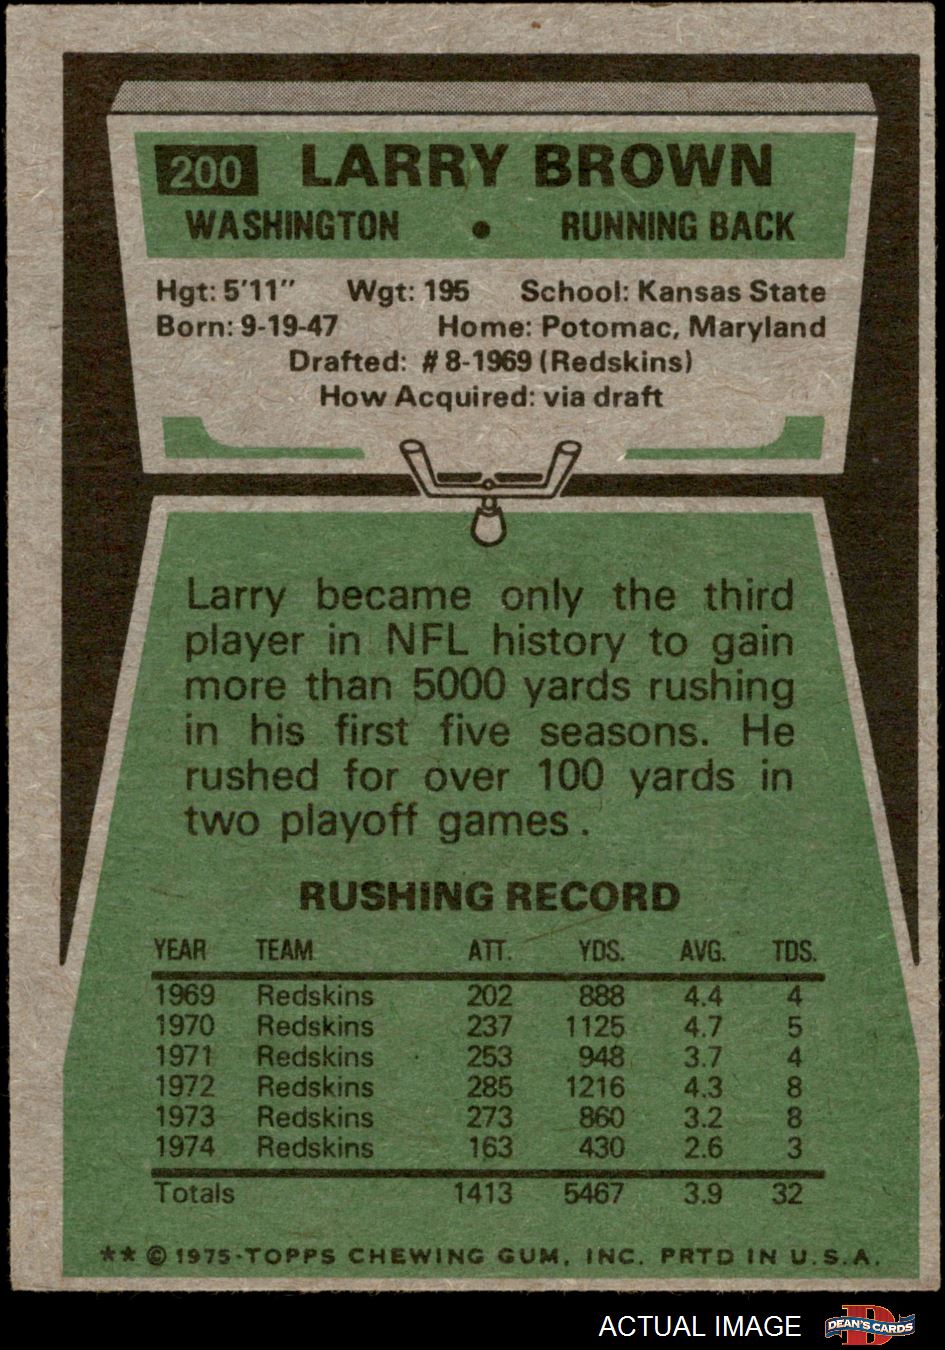 200 LARRY BROWN
WASHINGTON • RUNNING BACK
Hgt: 5'11" Wgt: 195 School: Kansas State
Born: 9-19-47 Home: Potomac, Maryland
Drafted: #8-1969 (Redskins)
How Acquired: via draft
Larry became only the third
player in NFL history to gain
more than 5000 yards rushing
in his first five seasons. He
rushed for over 100 yards in
two playoff games.
RUSHING RECORD
YEAR TEAM ATT. YDS. AVG. TDS.
1969 Redskins 202 888 4.4 4
1970 Redskins 237 1125 4.7 5
1971 Redskins 253 948 3.7 4
1972 Redskins 285 1216 4.3 8
1973 Redskins 273 860 3.2 8
1974 Redskins 163 430 2.6 3
Totals 1413 5467 3.9 32
** © 1975-TOPPS CHEWING GUM, INC. PRTD IN U.S.A.
ACTUAL IMAGE D DEAN'S CARDS